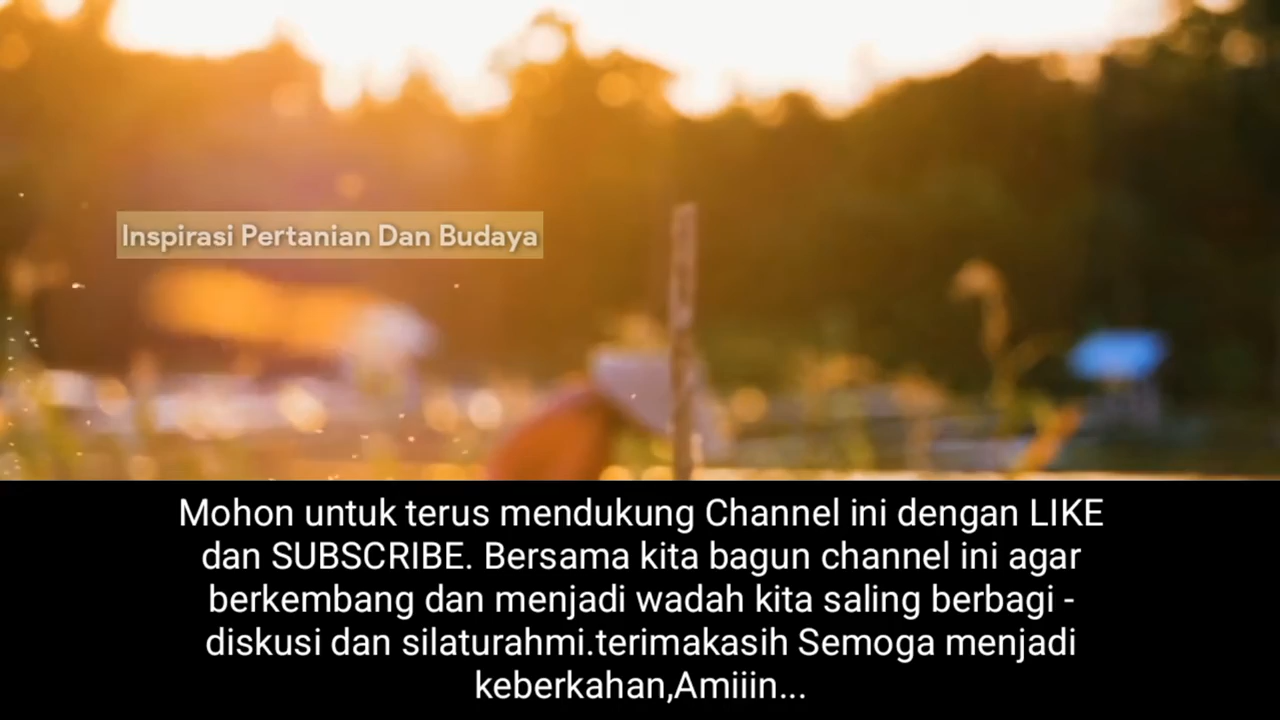 Inspirasi Pertanian Dan Budaya
Mohon untuk terus mendukung Channel ini dengan LIKE
dan SUBSCRIBE. Bersama kita bagun channel ini agar
berkembang dan menjadi wadah kita saling berbagi -
diskusi dan silaturahmi.terimakasih Semoga menjadi
keberkahan,Amiiin...